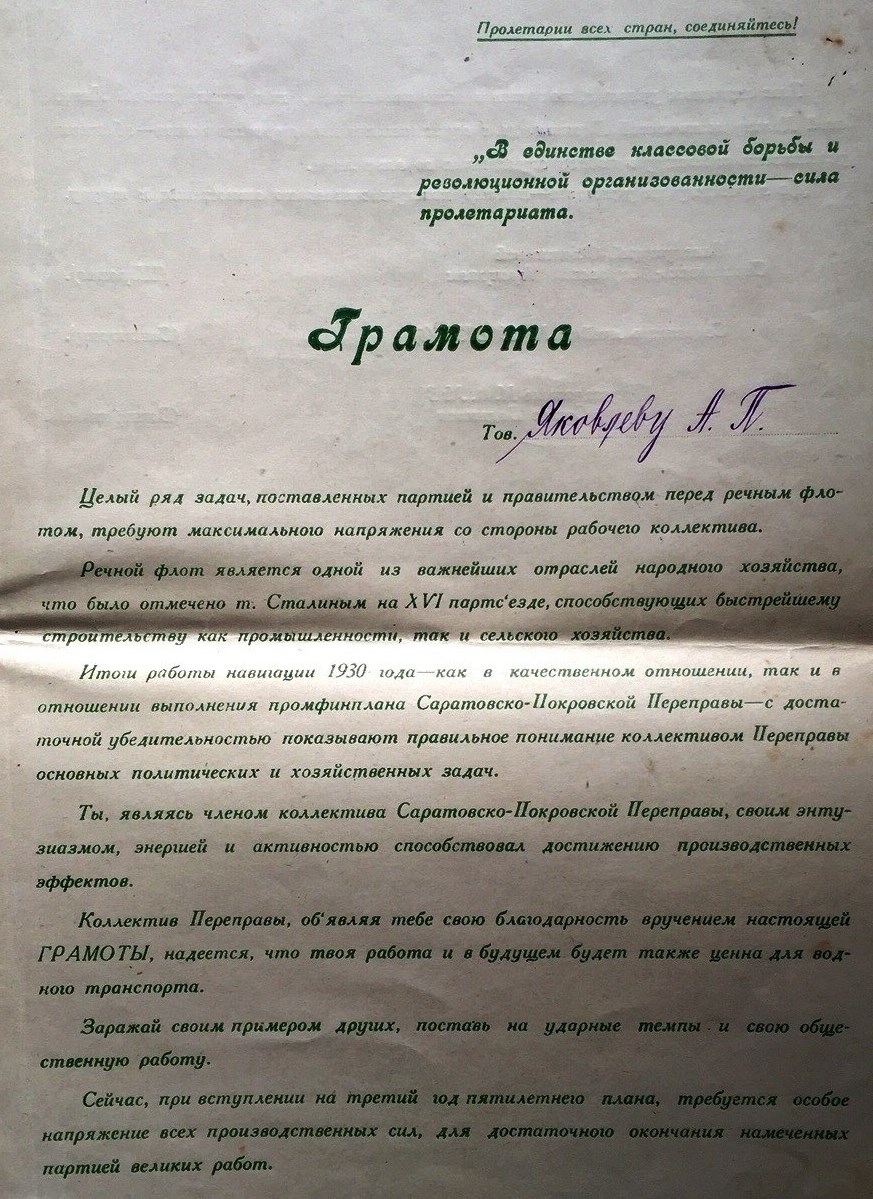 Пролетарии всех стран, соединяйтесь!
„В единстве классовой борьбы и
революционной организованности—сила
пролетариата.
Грамота
Тов. Яковлеву А. П.
Целый ряд задач, поставленных партией и правительством перед речным фло-
том, требуют максимального напряжения со стороны рабочего коллектива.
Речной флот является одной из важнейших отраслей народного хозяйства,
что было отмечено т. Сталиным на XVI партс‘езде, способствующих быстрейшему
строительству как промышленности, так и сельского хозяйства.
Итоги работы навигации 1930 года—как в качественном отношении, так и в
отношении выполнения промфинплана Саратовско-Покровской Переправы—с доста-
точной убедительностью показывают правильное понимание коллективом Переправы
основных политических и хозяйственных задач.
Ты, являясь членом коллектива Саратовско-Покровской Переправы, своим энту-
зиазмом, энергией и активностью способствовал достижению производственных
эффектов.
Коллектив Переправы, об‘являя тебе свою благодарность вручением настоящей
ГРАМОТЫ, надеется, что твоя работа и в будущем будет также ценна для вод-
ного транспорта.
Заражай своим примером других, поставь на ударные темпы и свою обще-
ственную работу.
Сейчас, при вступлении на третий год пятилетнего плана, требуется особое
напряжение всех производственных сил, для достаточного окончания намеченных
партией великих работ.